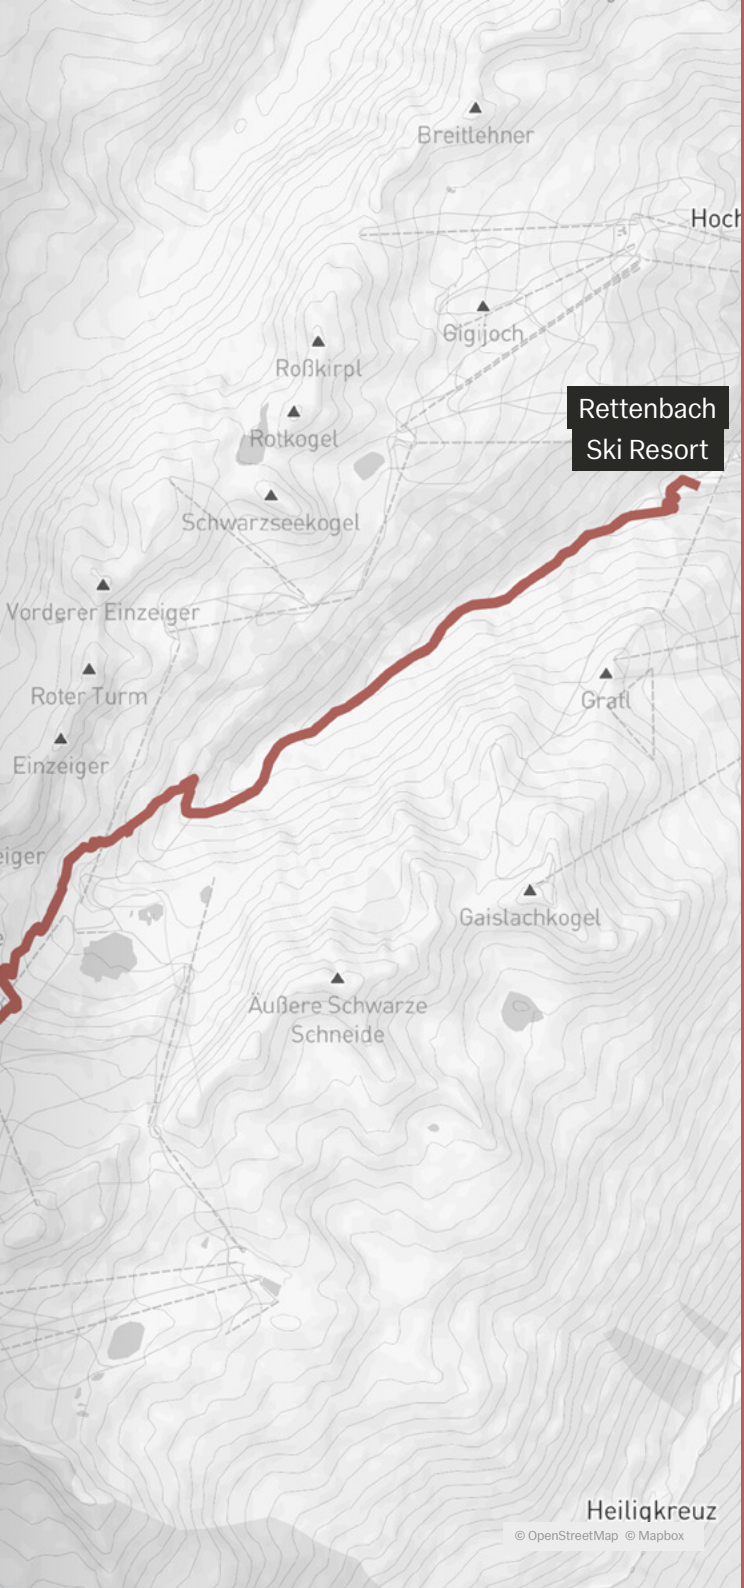 Breitlehner
Hoch
Gigijoch
Roßkirpl
Rettenbach
Ski Resort
Rotkogel
Schwarzseekogel
Vorderer Einzeiger
Gratl
Roter Turm
Einzeiger
eiger
Gaislachkogel
Äußere Schwarze
Schneide
Heiligkreuz
© OpenStreetMap © Mapbox